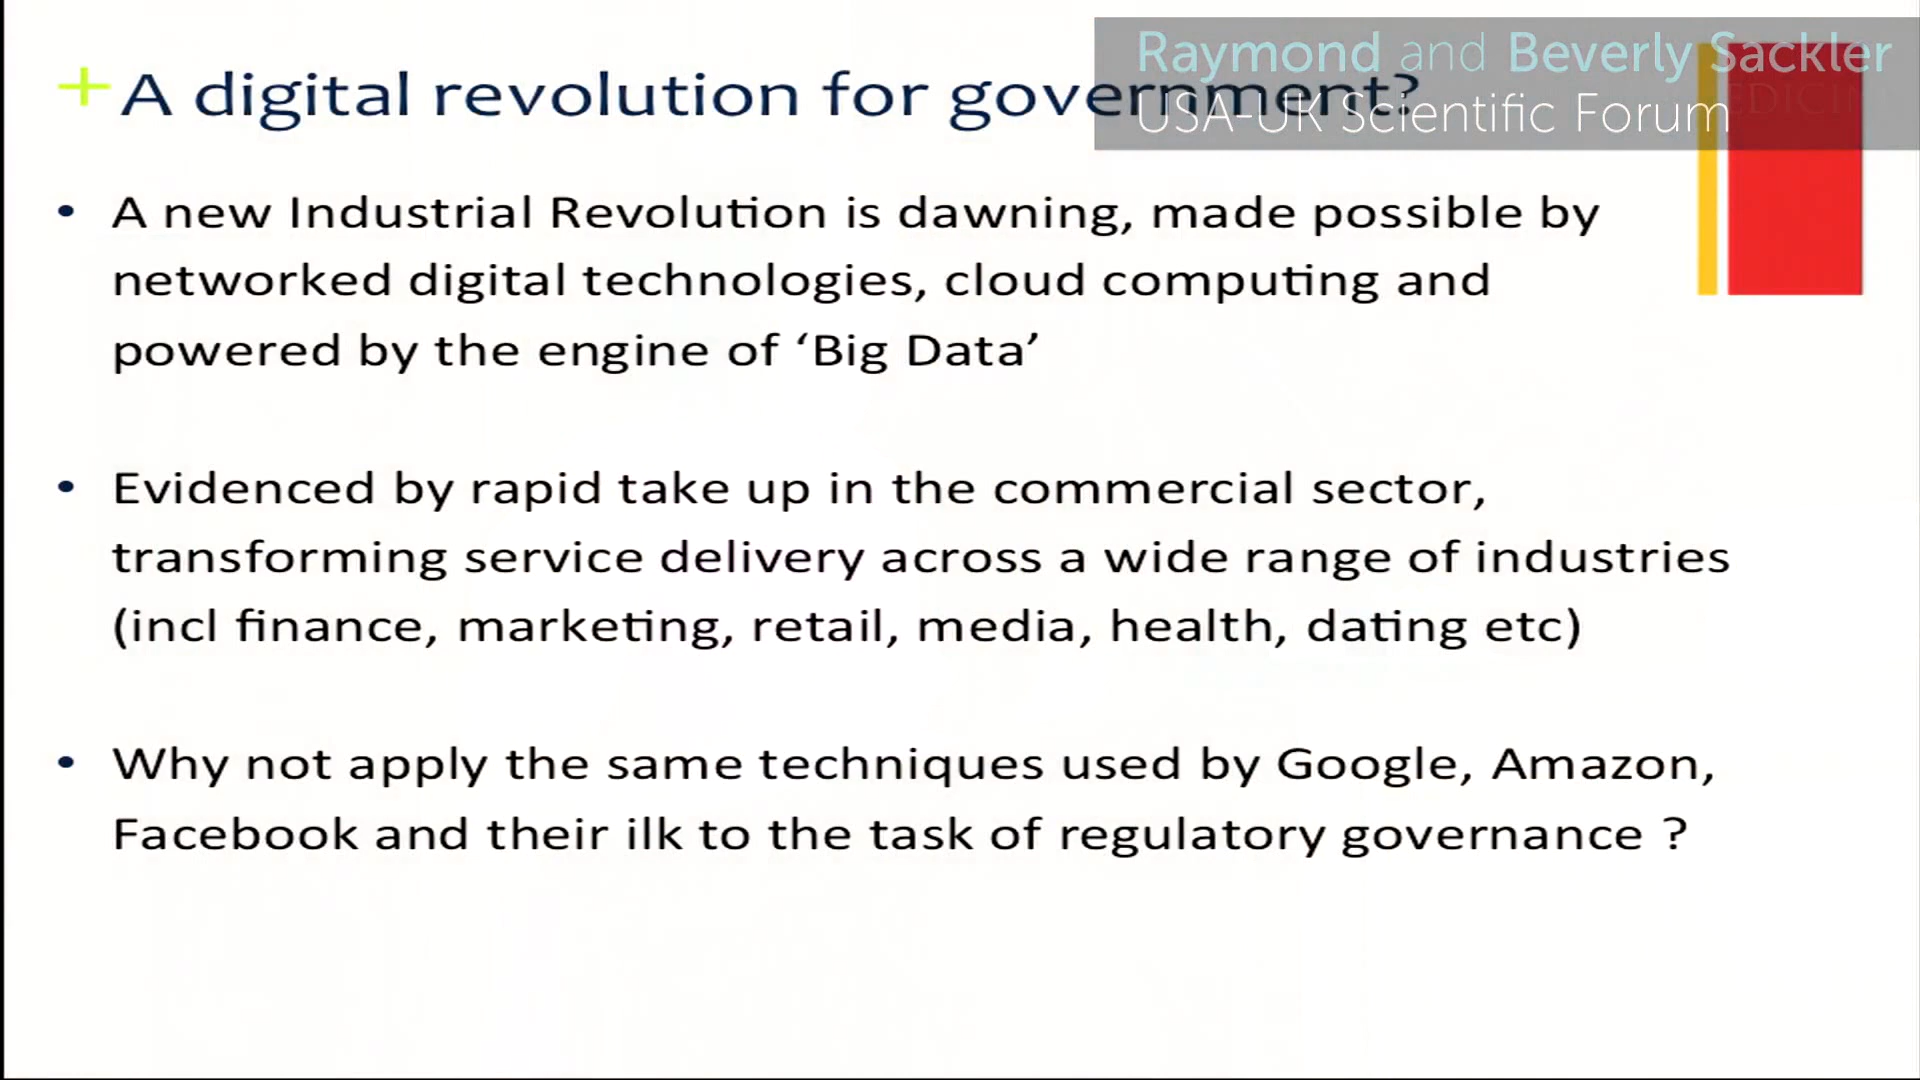 Raymond and Beverly Sackler
USA-UK Scientific Forum
+ A digital revolution for government?
• A new Industrial Revolution is dawning, made possible by
networked digital technologies, cloud computing and
powered by the engine of ‘Big Data’
• Evidenced by rapid take up in the commercial sector,
transforming service delivery across a wide range of industries
(incl finance, marketing, retail, media, health, dating etc)
• Why not apply the same techniques used by Google, Amazon,
Facebook and their ilk to the task of regulatory governance ?